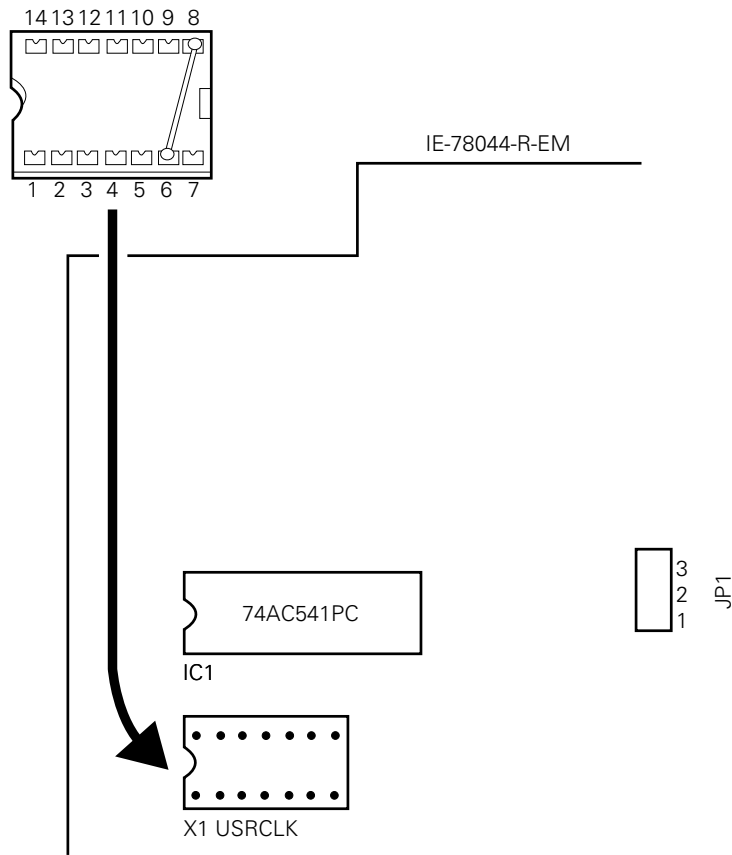 14 13 12 11 10 9 8
1 2 3 4 5 6 7
IE-78044-R-EM
74AC541PC
IC1
3
2
1
JP1
X1 USRCLK